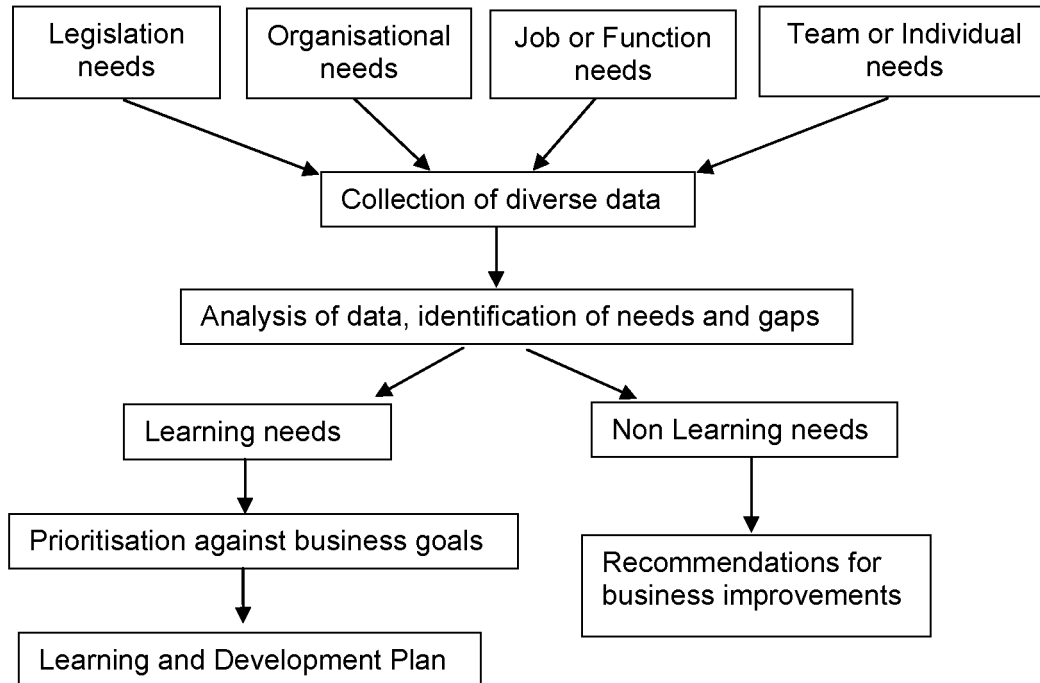 Legislation
needs
Organisational
needs
Job or Function
needs
Team or Individual
needs
Collection of diverse data
Analysis of data, identification of needs and gaps
Learning needs
Non Learning needs
Prioritisation against business goals
Recommendations for
business improvements
Learning and Development Plan